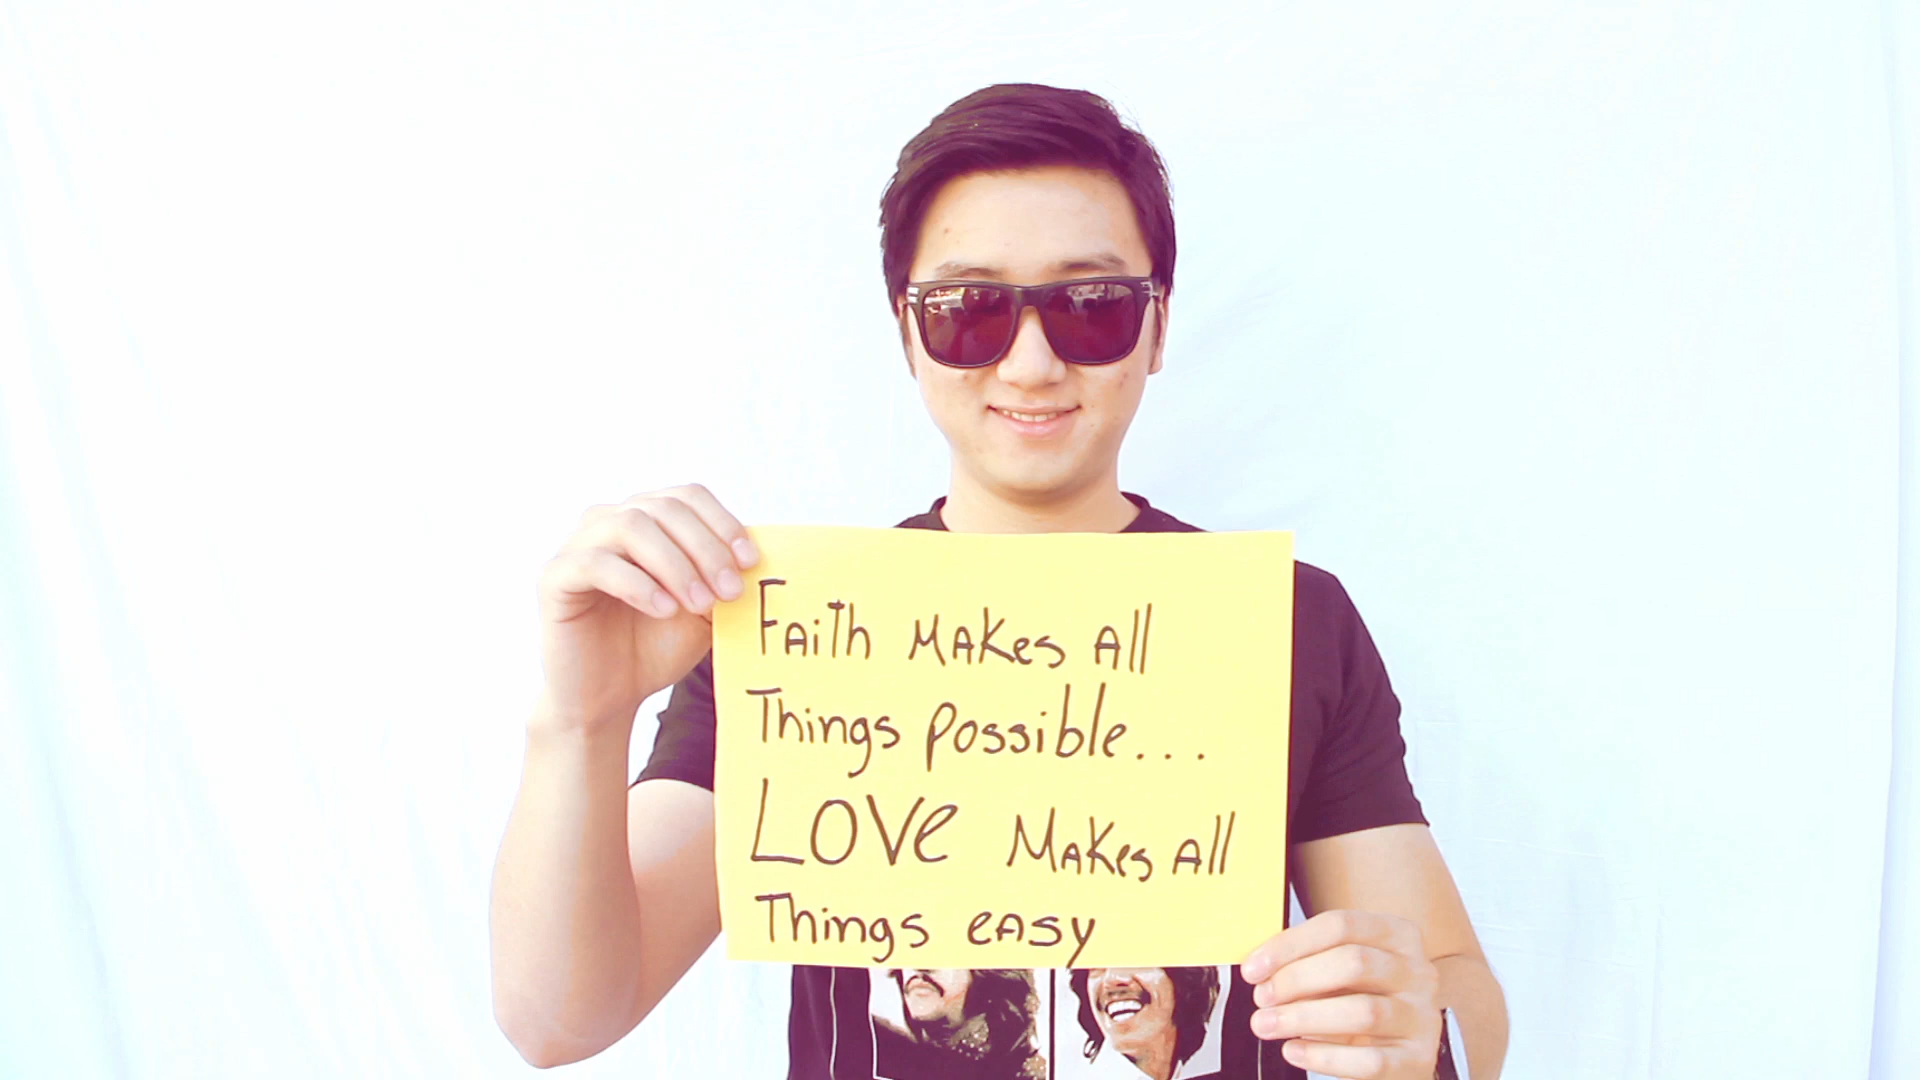 FAiTh MAKes All
Things possible...
LOVe MAKes All
Things eAsy